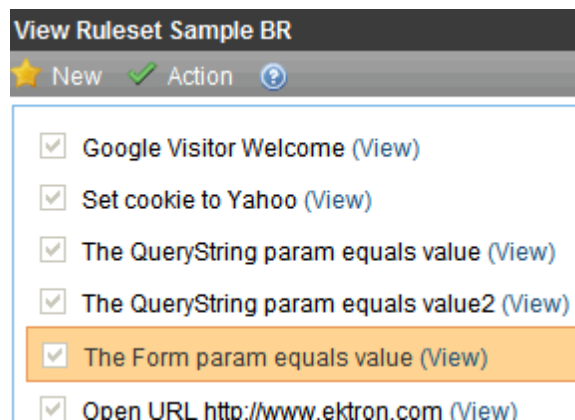 View Ruleset Sample BR
New Action ?
Google Visitor Welcome (View)
Set cookie to Yahoo (View)
The QueryString param equals value (View)
The QueryString param equals value2 (View)
The Form param equals value (View)
Open URL http://www.ektron.com (View)